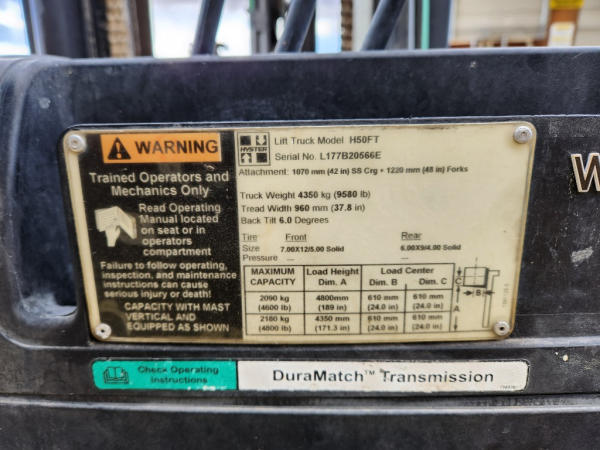 WARNING
Trained Operators and
Mechanics Only
Read Operating
Manual located
on seat or in
operators
compartment
Failure to follow operating,
inspection, and maintenance
instructions can cause
serious injury or death!
CAPACITY WITH MAST
VERTICAL AND
EQUIPPED AS SHOWN
HYSTER
Lift Truck Model H50FT
Serial No. L177B20566E
Attachment: 1070 mm (42 in) SS Crg + 1220 mm (48 in) Forks
Truck Weight 4350 kg (9580 lb)
Tread Width 960 mm (37.8 in)
Back Tilt 6.0 Degrees
Tire Front Rear
Size 7.00X12/5.00 Solid 6.00X9/4.00 Solid
Pressure --- ---
MAXIMUM CAPACITY Load Height Dim. A Load Center Dim. B Dim. C
2090 kg (4600 lb) 4800mm (189 in) 610 mm (24.0 in) 610 mm (24.0 in)
2180 kg (4800 lb) 4350 mm (171.3 in) 610 mm (24.0 in) 610 mm (24.0 in)
C
B
A
W
Check Operating
Instructions
DuraMatch™ Transmission